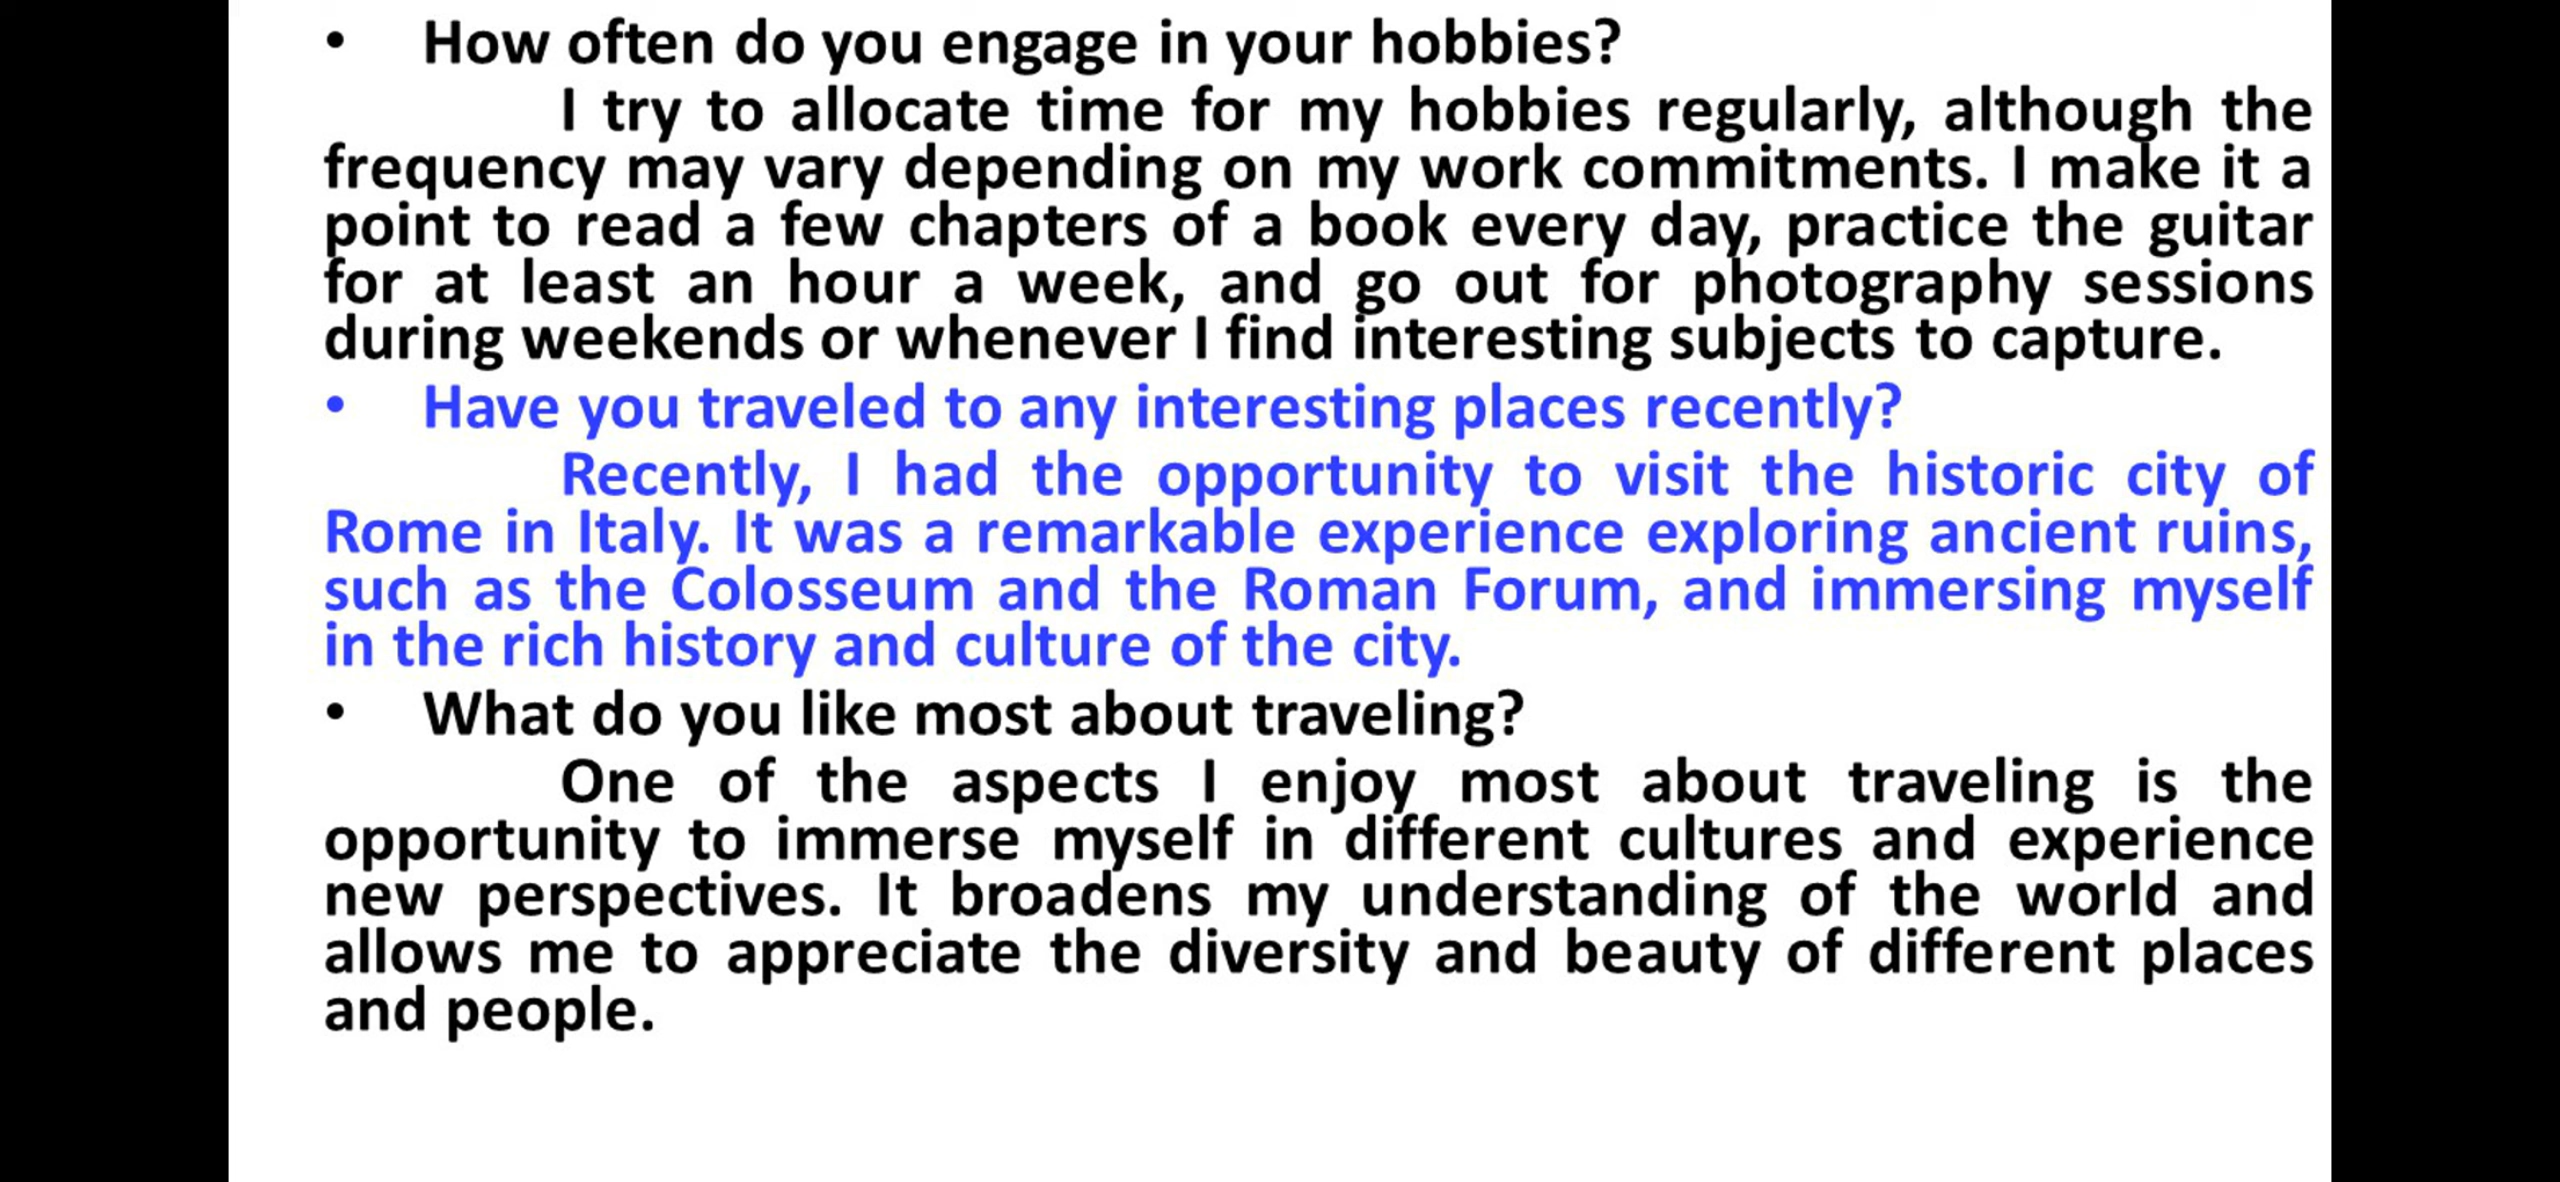 • How often do you engage in your hobbies?
I try to allocate time for my hobbies regularly, although the
frequency may vary depending on my work commitments. I make it a
point to read a few chapters of a book every day, practice the guitar
for at least an hour a week, and go out for photography sessions
during weekends or whenever I find interesting subjects to capture.
• Have you traveled to any interesting places recently?
Recently, I had the opportunity to visit the historic city of
Rome in Italy. It was a remarkable experience exploring ancient ruins,
such as the Colosseum and the Roman Forum, and immersing myself
in the rich history and culture of the city.
• What do you like most about traveling?
One of the aspects I enjoy most about traveling is the
opportunity to immerse myself in different cultures and experience
new perspectives. It broadens my understanding of the world and
allows me to appreciate the diversity and beauty of different places
and people.